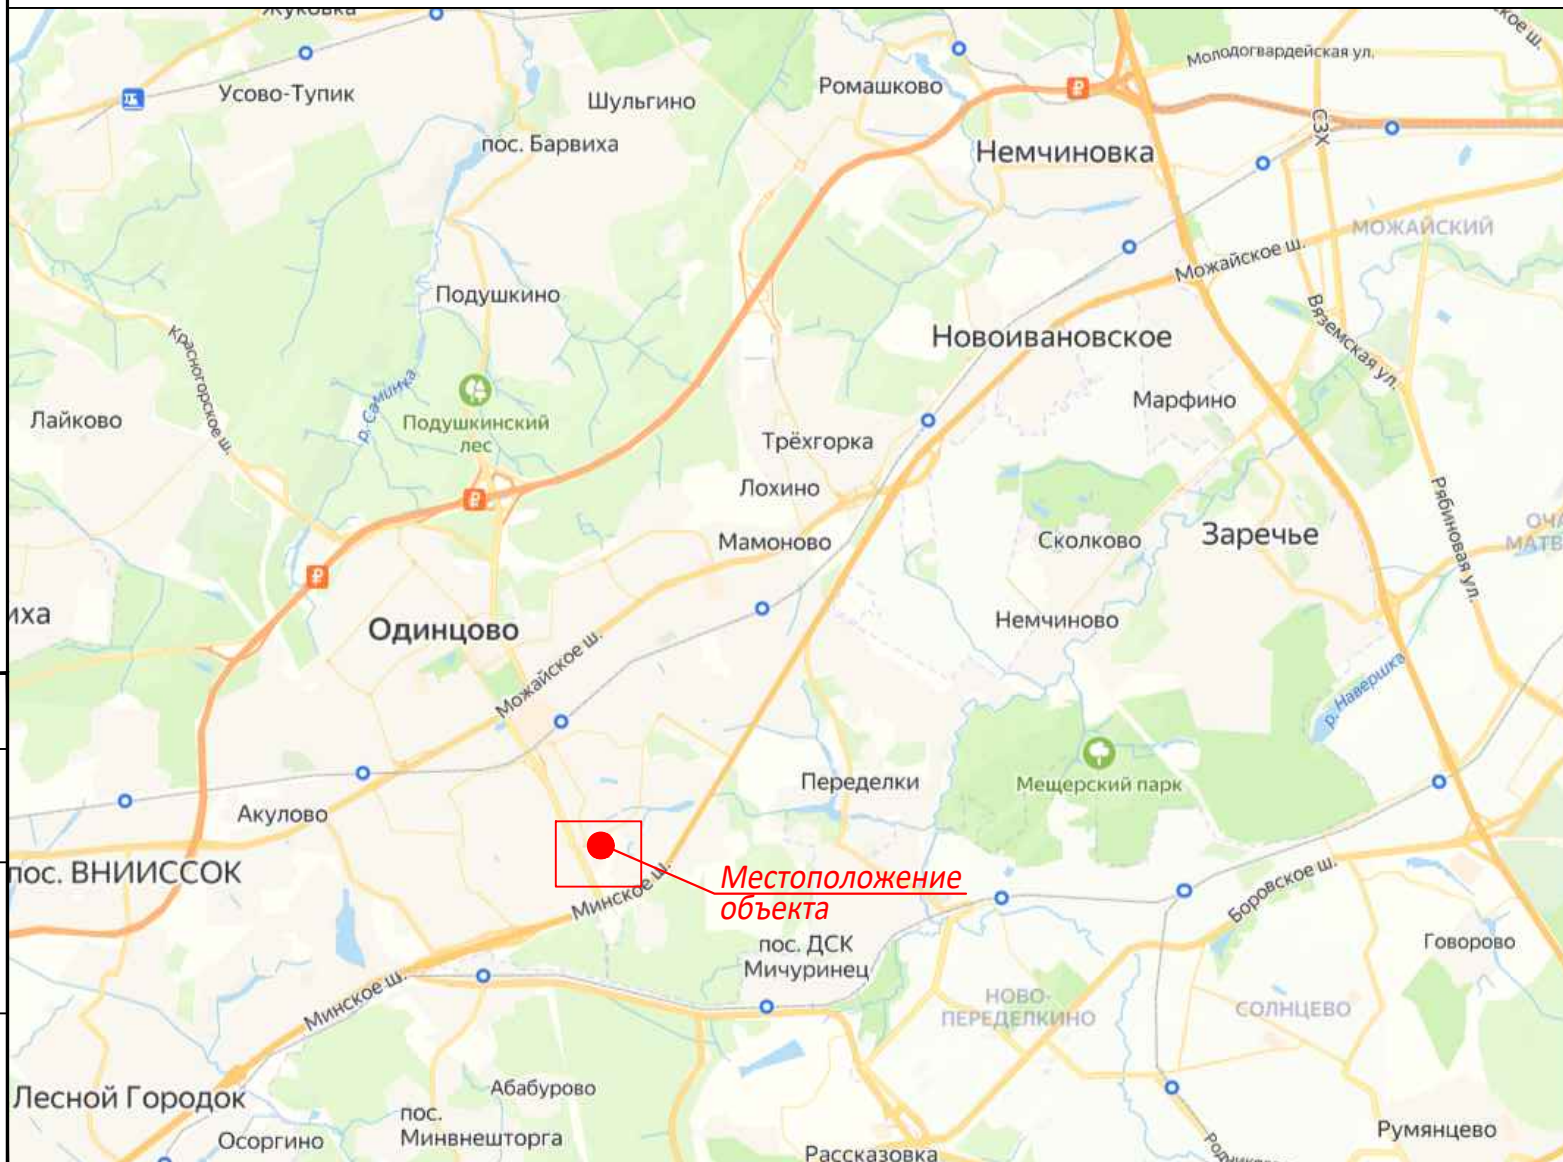 Жуковка
Усово-Тупик
Шульгино
Ромашково
Молодогвардейская ул.
пос. Барвиха
Немчиновка
СЗХ
МОЖАЙСКИЙ
Можайское ш.
Подушкино
Новоивановское
Вяземская ул.
Красногорское ш.
р. Саминка
Марфино
Лайково
Подушкинский
лес
Трёхгорка
Лохино
Рябиновая ул.
Мамоново
Сколково
Заречье
ОЧА
МАТВ
иха
Одинцово
Немчиново
Можайское ш.
р. Навершка
Переделки
Мещерский парк
Акулово
пос. ВНИИССОК
Местоположение
объекта
Минское ш.
Боровское ш.
пос. ДСК
Мичуринец
Говорово
Минское ш.
НОВО-
ПЕРЕДЕЛКИНО
СОЛНЦЕВО
Лесной Городок
Абабурово
пос.
Минвнешторга
Осоргино
Рассказовка
Румянцево